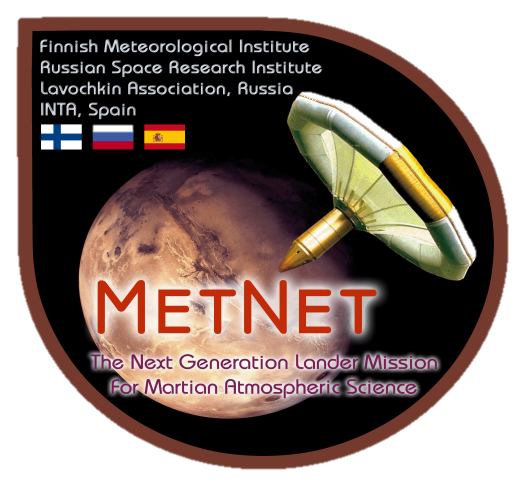 Finnish Meteorological Institute
Russian Space Research Institute
Lavochkin Association, Russia
INTA, Spain
METNET
The Next Generation Lander Mission
For Martian Atmospheric Science